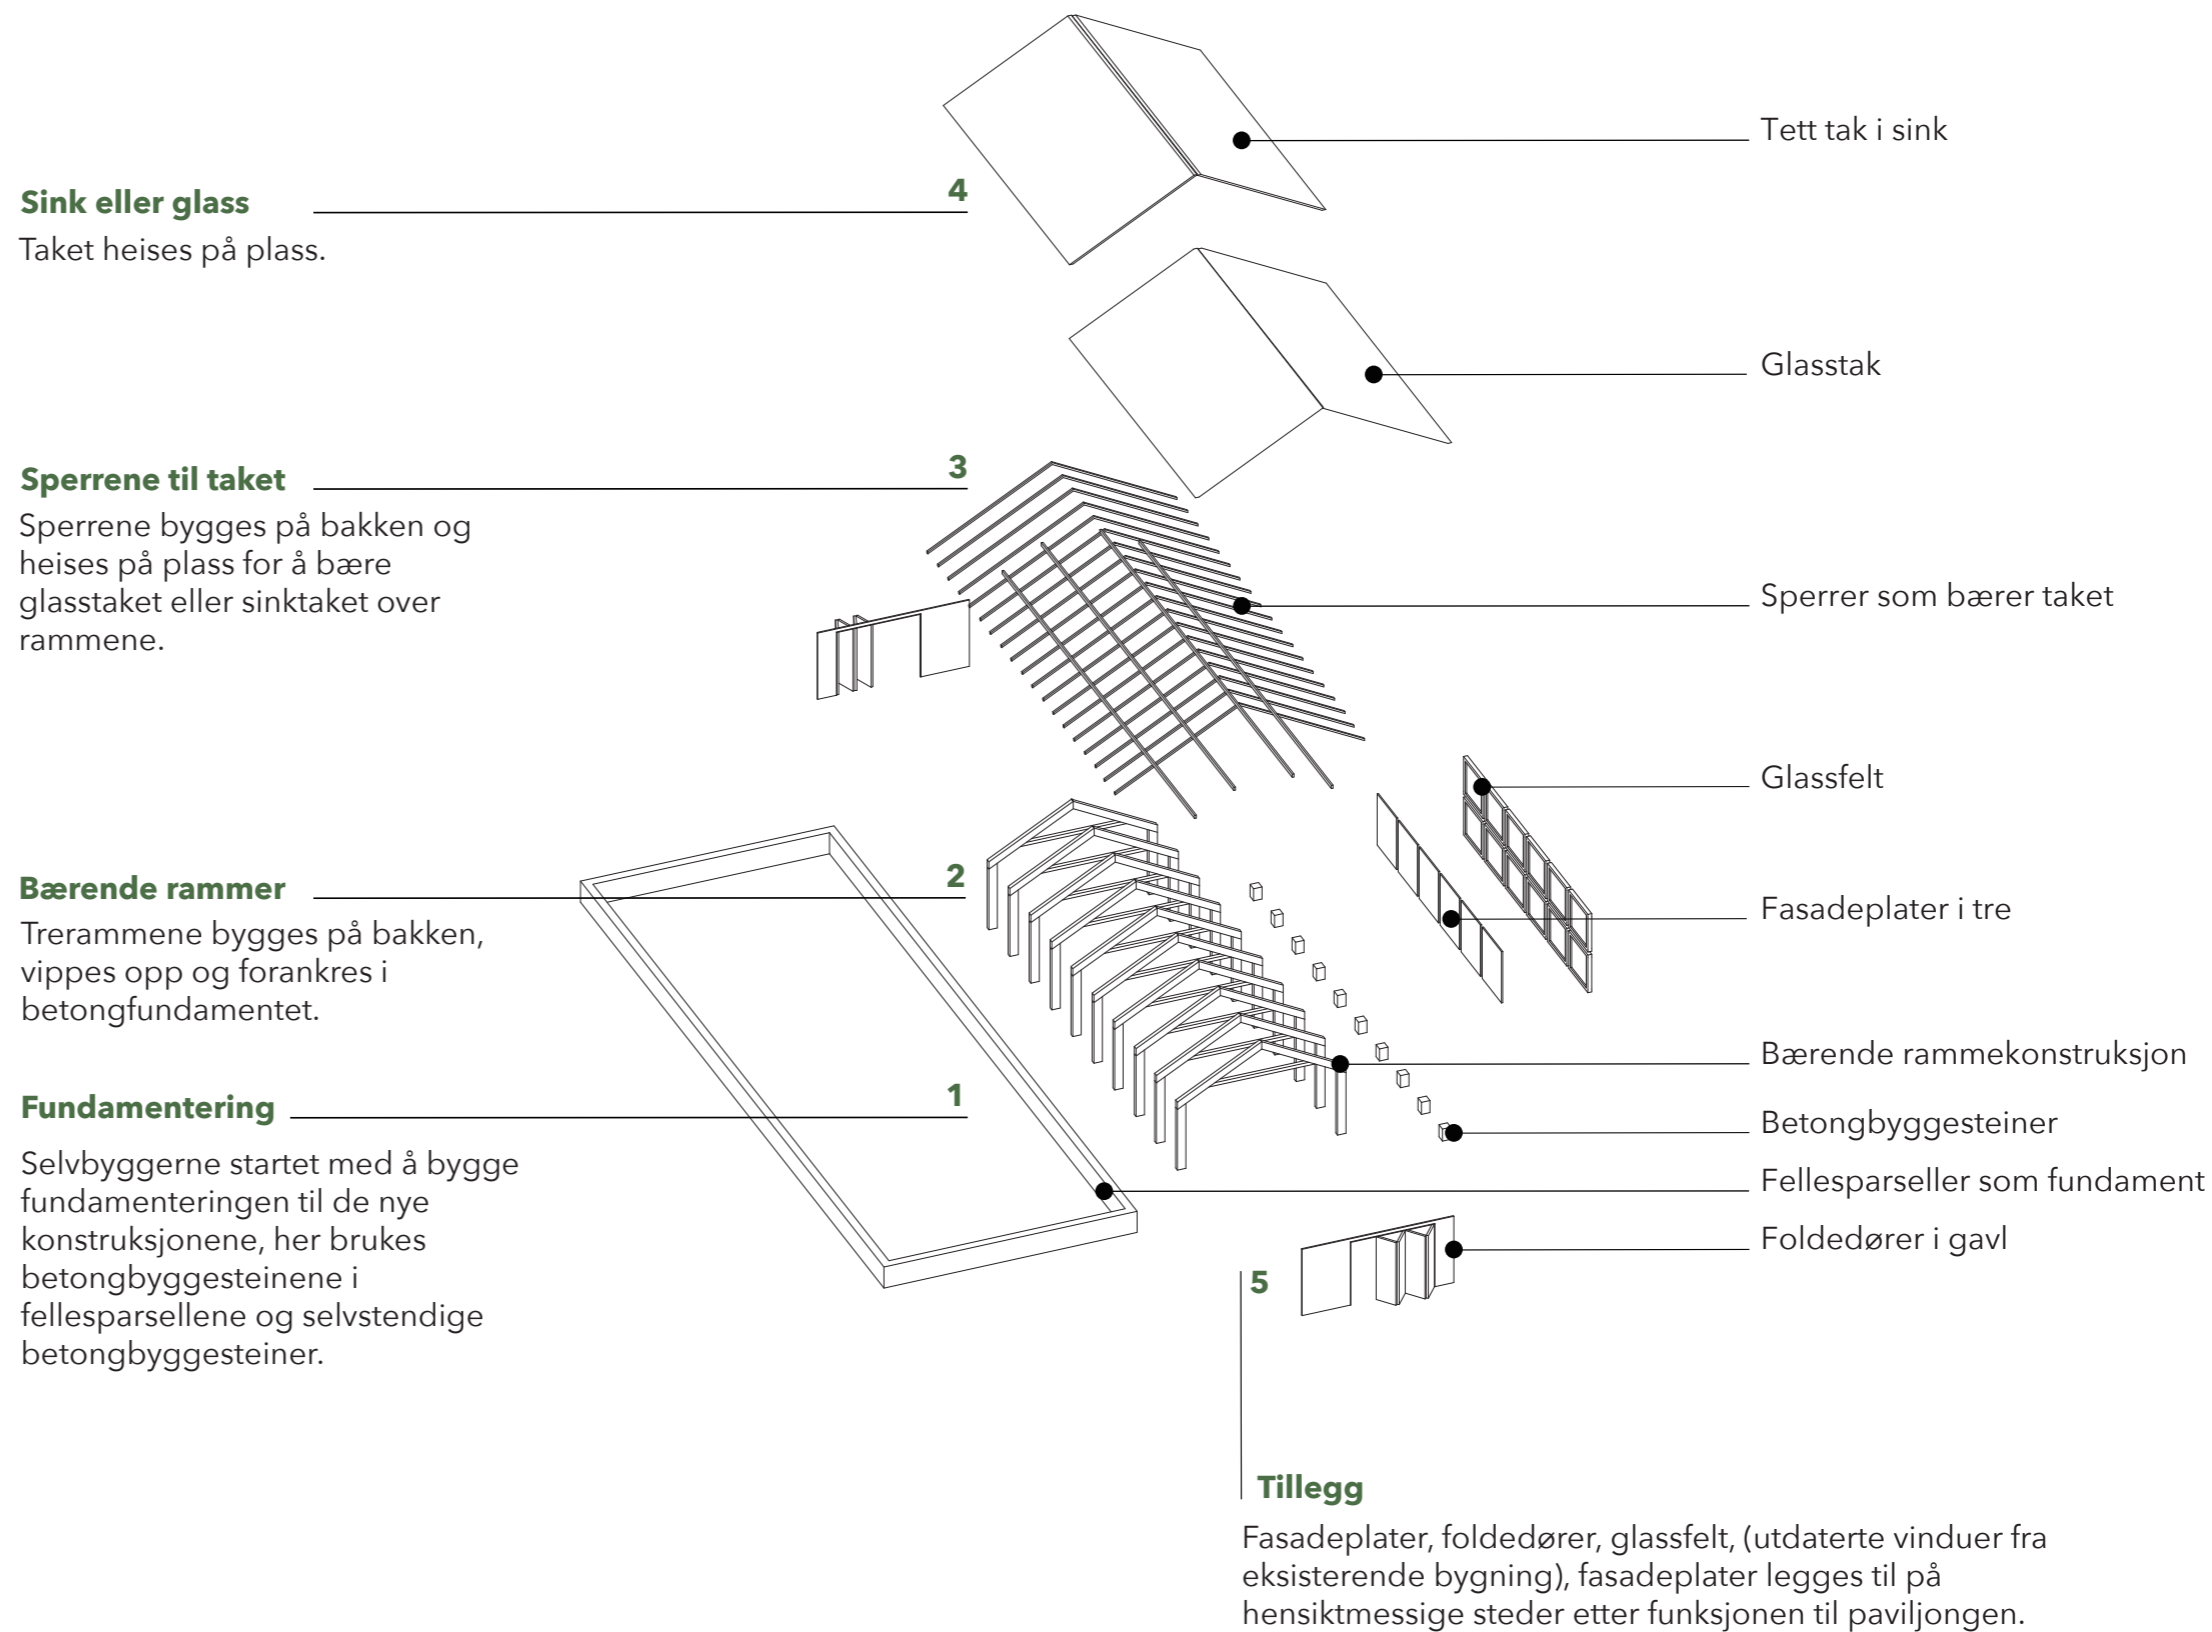 Sink eller glass
4
Taket heises på plass.
Sperrene til taket
3
Sperrene bygges på bakken og
heises på plass for å bære
glasstaket eller sinktaket over
rammene.
Bærende rammer
2
Trerammene bygges på bakken,
vippes opp og forankres i
betongfundamentet.
Fundamentering
1
Selvbyggerne startet med å bygge
fundamenteringen til de nye
konstruksjonene, her brukes
betongbyggesteinene i
fellesparsellene og selvstendige
betongbyggesteiner.
Tett tak i sink
Glasstak
Sperrer som bærer taket
Glassfelt
Fasadeplater i tre
Bærende rammekonstruksjon
Betongbyggesteiner
Fellesparseller som fundament
Foldedører i gavl
5
Tillegg
Fasadeplater, foldedører, glassfelt, (utdaterte vinduer fra
eksisterende bygning), fasadeplater legges til på
hensiktmessige steder etter funksjonen til paviljongen.